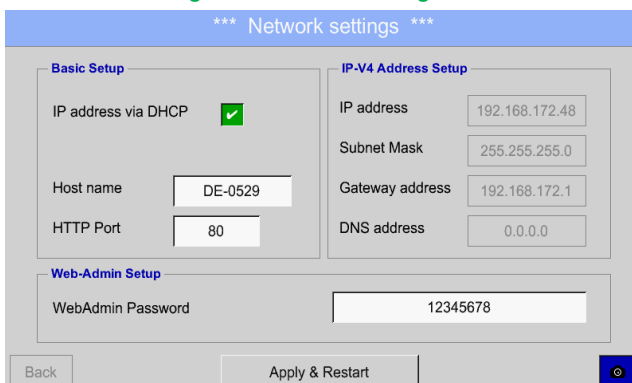 *** Network settings ***
Basic Setup
IP address via DHCP
Host name DE-0529
HTTP Port 80
IP-V4 Address Setup
IP address 192.168.172.48
Subnet Mask 255.255.255.0
Gateway address 192.168.172.1
DNS address 0.0.0.0
Web-Admin Setup
WebAdmin Password 12345678
Back Apply & Restart